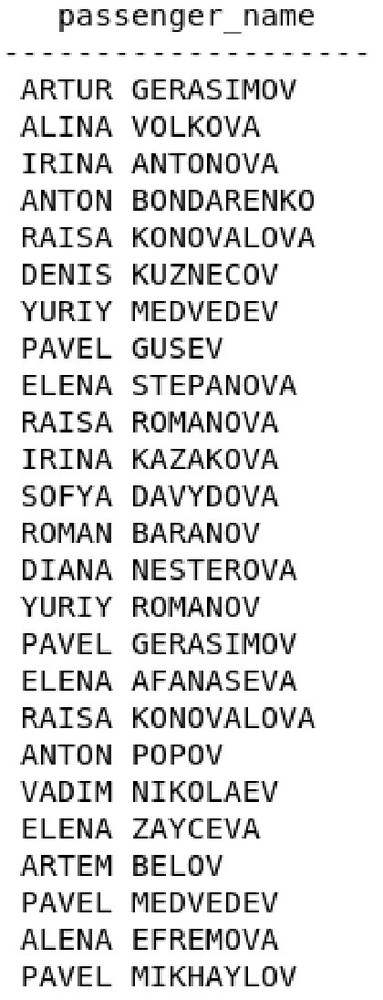 passenger_name
--------------------
ARTUR GERASIMOV
ALINA VOLKOVA
IRINA ANTONOVA
ANTON BONDARENKO
RAISA KONOVALOVA
DENIS KUZNECOV
YURIY MEDVEDEV
PAVEL GUSEV
ELENA STEPANOVA
RAISA ROMANOVA
IRINA KAZAKOVA
SOFYA DAVYDOVA
ROMAN BARANOV
DIANA NESTEROVA
YURIY ROMANOV
PAVEL GERASIMOV
ELENA AFANASEVA
RAISA KONOVALOVA
ANTON POPOV
VADIM NIKOLAEV
ELENA ZAYCEVA
ARTEM BELOV
PAVEL MEDVEDEV
ALENA EFREMOVA
PAVEL MIKHAYLOV